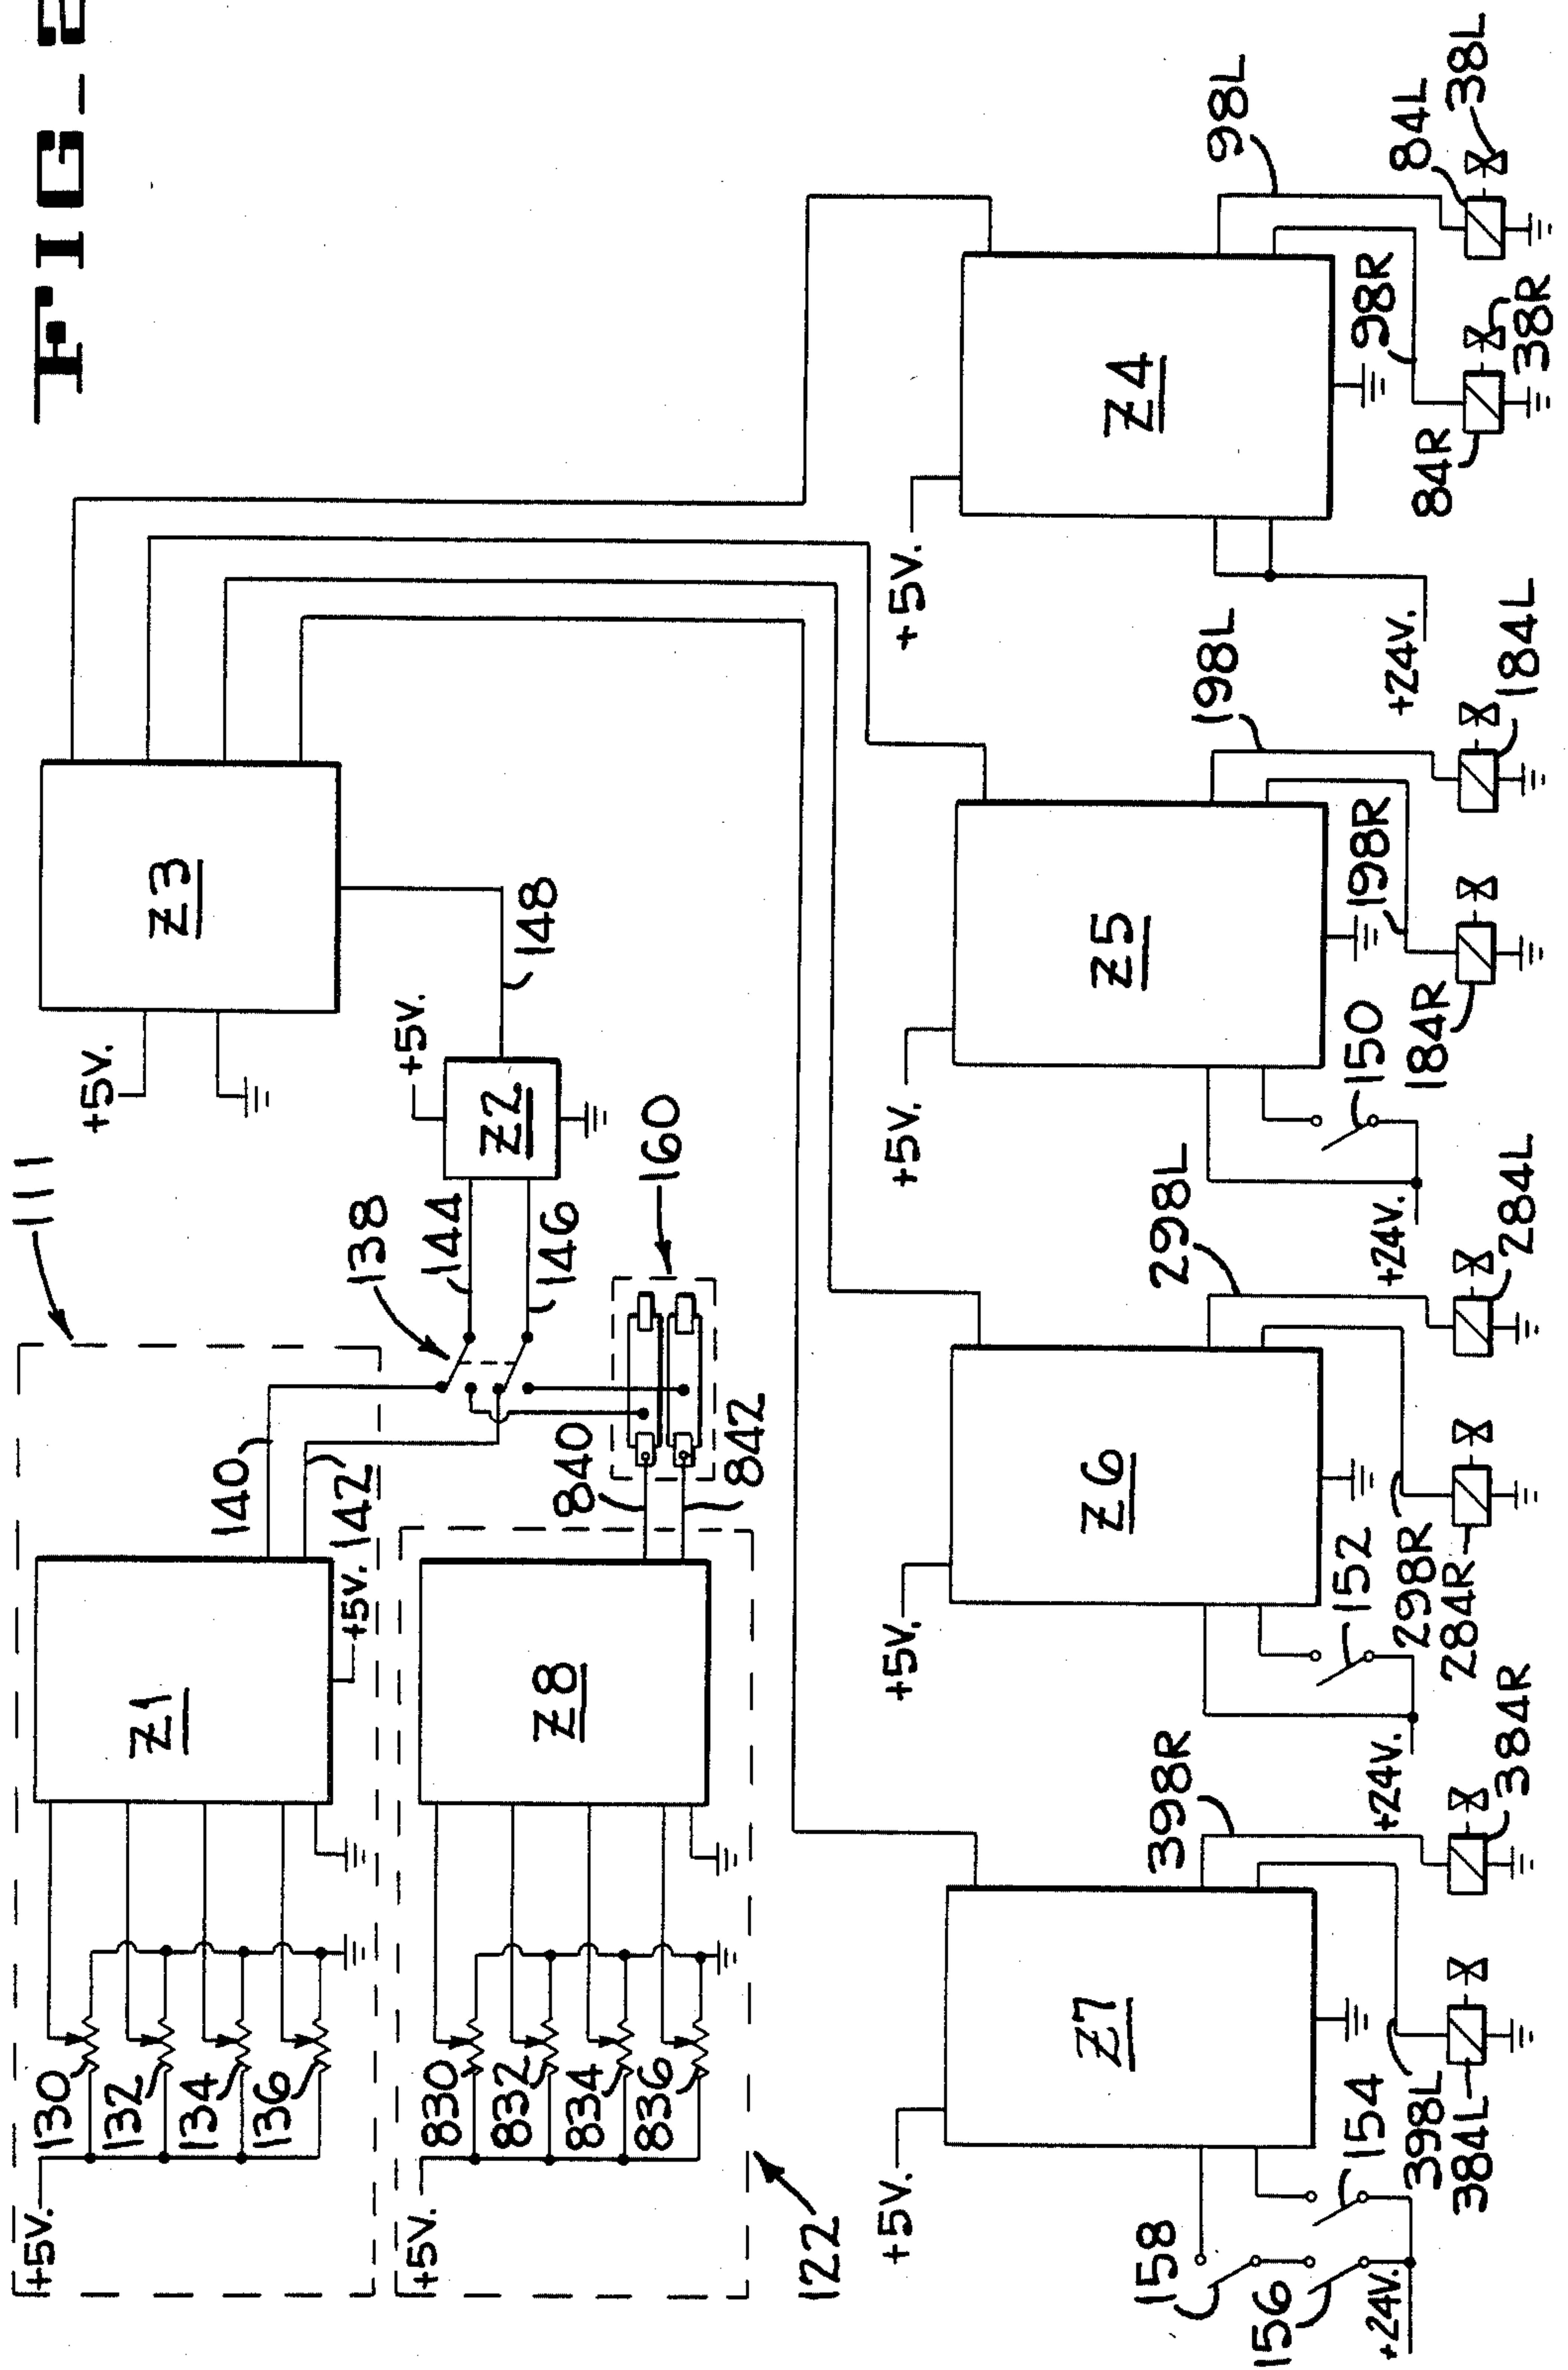 FIG_2
111
+5V.
130
132
134
136
Z1
+5V.
140
142
138
144
146
Z2
+5V.
148
+5V.
Z3
+5V.
830
832
834
836
Z8
840
842
160
122
+5V.
Z7
158
156
154
+24V.
398R
398L
384L
384R
+5V.
Z6
152
+24V.
298L
298R
284R
284L
+5V.
Z5
150
+24V.
198L
198R
184R
184L
+5V.
Z4
+24V.
98L
98R
84R
38R
84L
38L